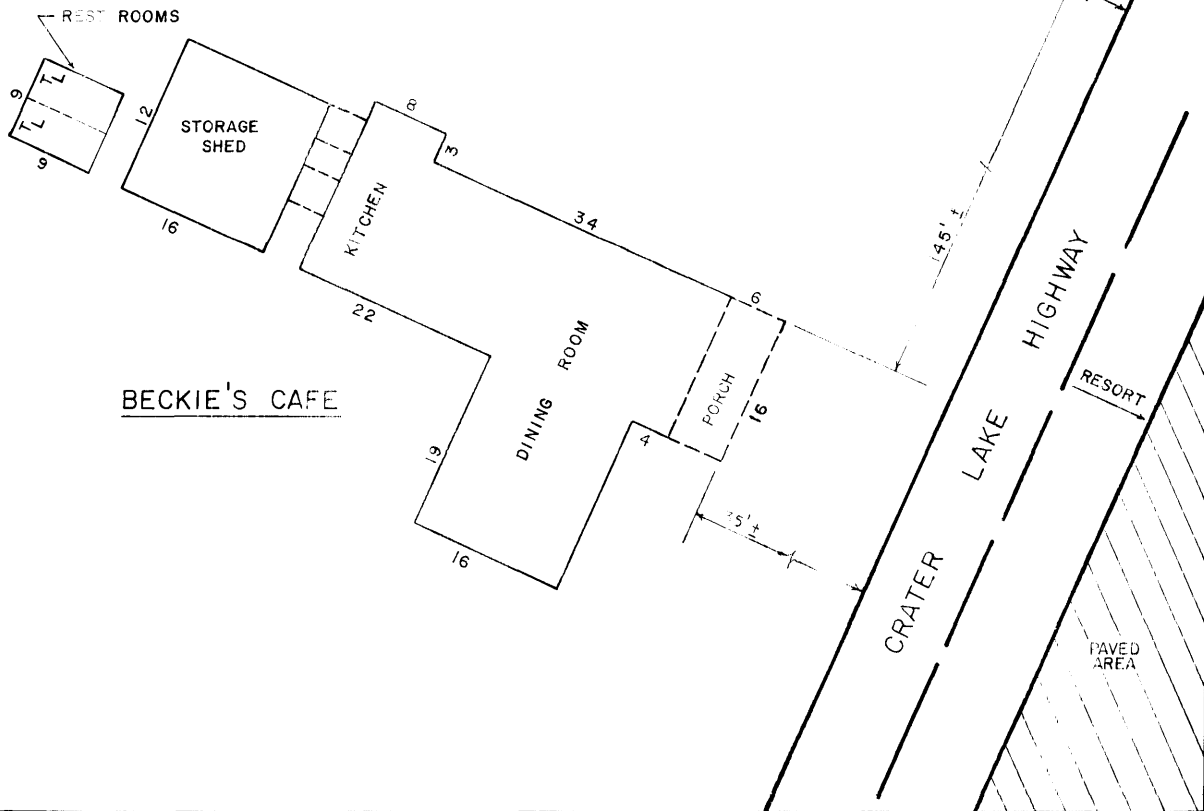 REST ROOMS
T L
T L
9
9
STORAGE
SHED
12
16
KITCHEN
8
3
34
22
DINING ROOM
19
16
4
PORCH
6
16
BECKIE'S CAFE
145' ±
CRATER LAKE HIGHWAY
RESORT
PAVED
AREA